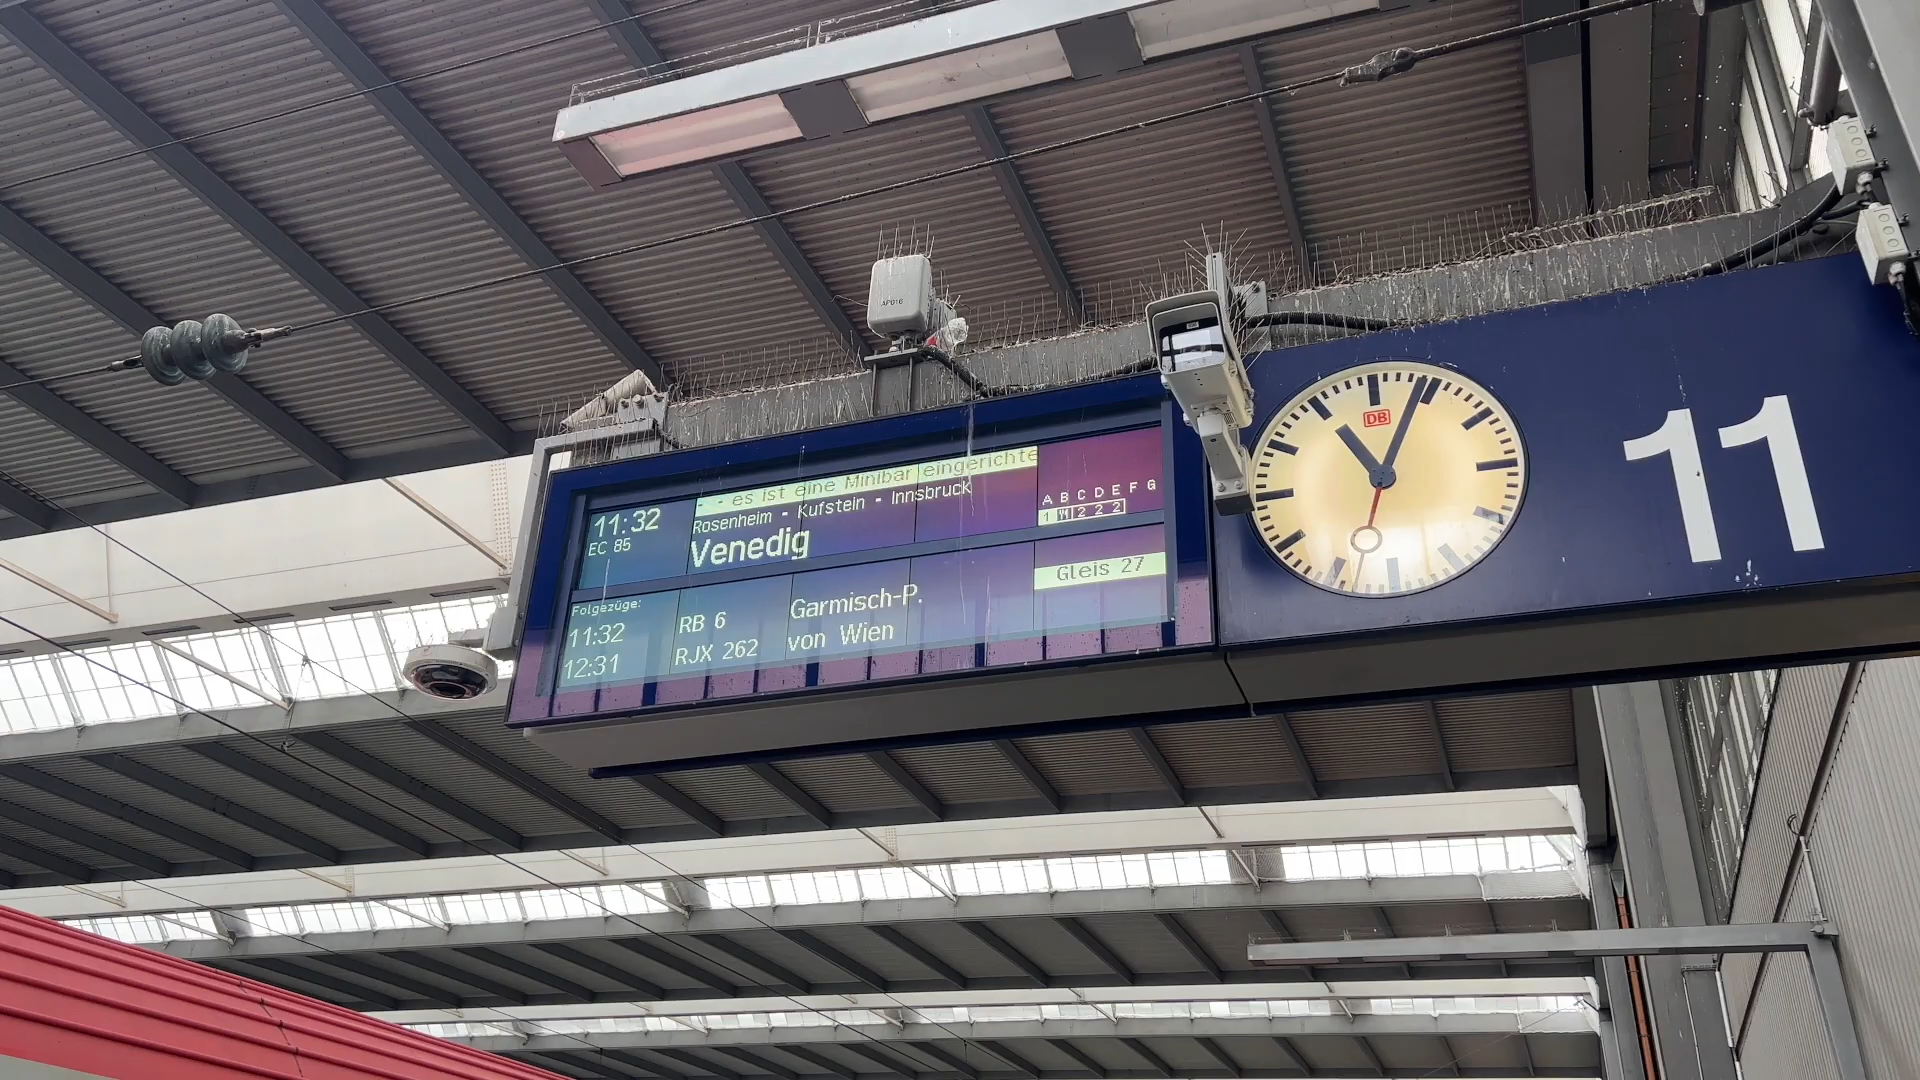 AP016
- - es ist eine Minibar eingerichte
11:32 Rosenheim - Kufstein - Innsbruck
EC 85 Venedig
A B C D E F G
1 2 2 2
Folgezüge:
11:32 RB 6 Garmisch-P. Gleis 27
12:31 RJX 262 von Wien
DB
11